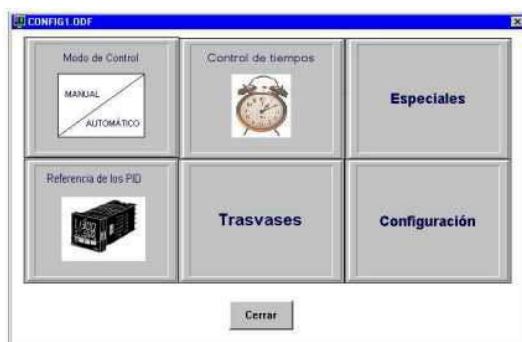 CONFIG1.ODF
Modo de Control
MANUAL
AUTOMÁTICO
Control de tiempos
Especiales
Referencia de los PID
Trasvases
Configuración
Cerrar